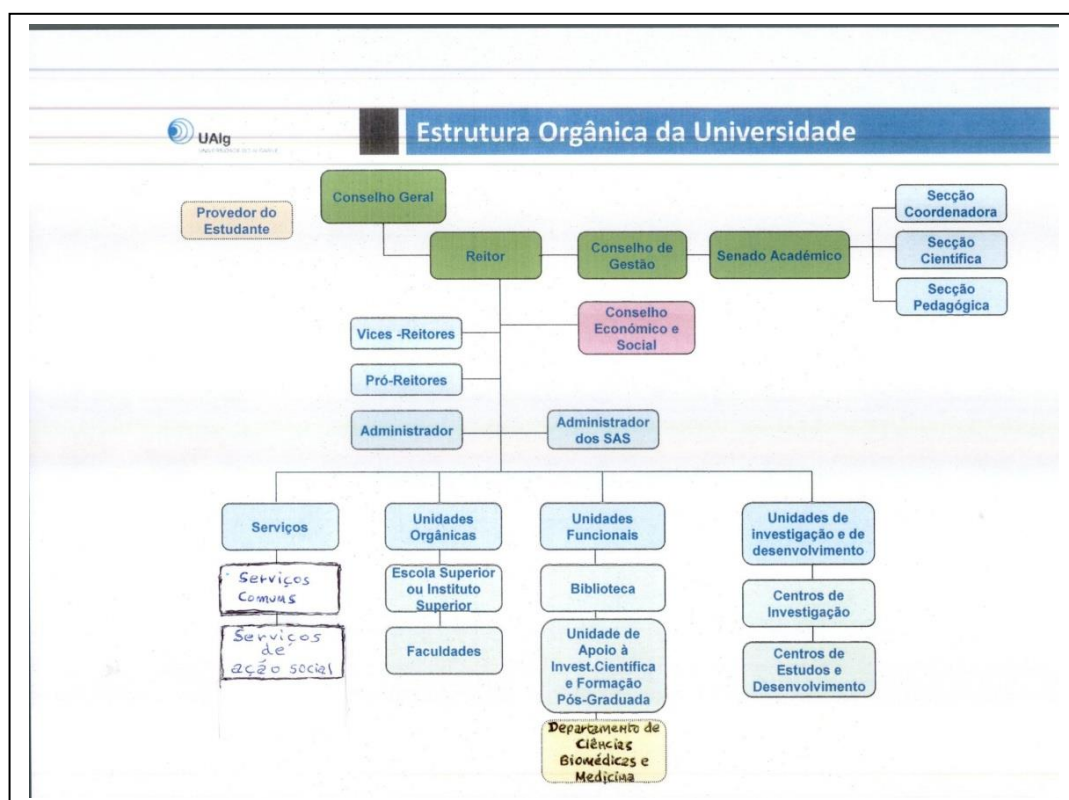 UAlg
Estrutura Orgânica da Universidade
Conselho Geral
Provedor do
Estudante
Reitor
Conselho de
Gestão
Senado Académico
Secção
Coordenadora
Secção
Científica
Secção
Pedagógica
Conselho
Económico e
Social
Vices -Reitores
Pró-Reitores
Administrador
Administrador
dos SAS
Serviços
Serviços
Comuns
Serviços
de
ação social
Unidades
Orgânicas
Escola Superior
ou Instituto
Superior
Faculdades
Unidades
Funcionais
Biblioteca
Unidade de
Apoio à
Invest.Científica
e Formação
Pós-Graduada
Departamento de
Ciências
Biomédicas e
Medicina
Unidades de
investigação e de
desenvolvimento
Centros de
Investigação
Centros de
Estudos e
Desenvolvimento